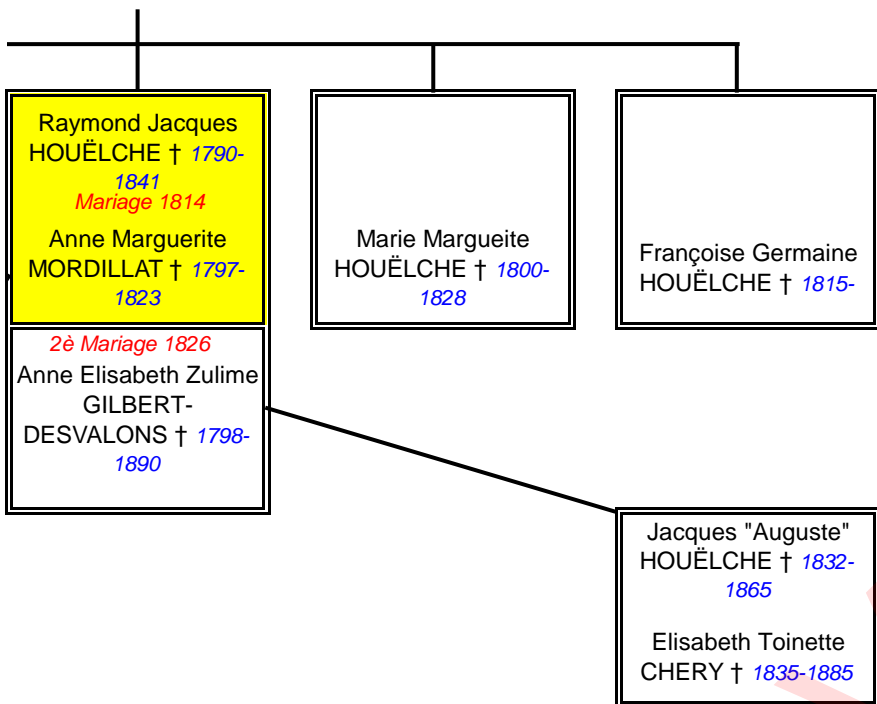 Raymond Jacques
HOUËLCHE † 1790-
1841
Mariage 1814
Anne Marguerite
MORDILLAT † 1797-
1823
2è Mariage 1826
Anne Elisabeth Zulime
GILBERT-
DESVALONS † 1798-
1890
Marie Margueite
HOUËLCHE † 1800-
1828
Françoise Germaine
HOUËLCHE † 1815-
Jacques "Auguste"
HOUËLCHE † 1832-
1865
Elisabeth Toinette
CHERY † 1835-1885